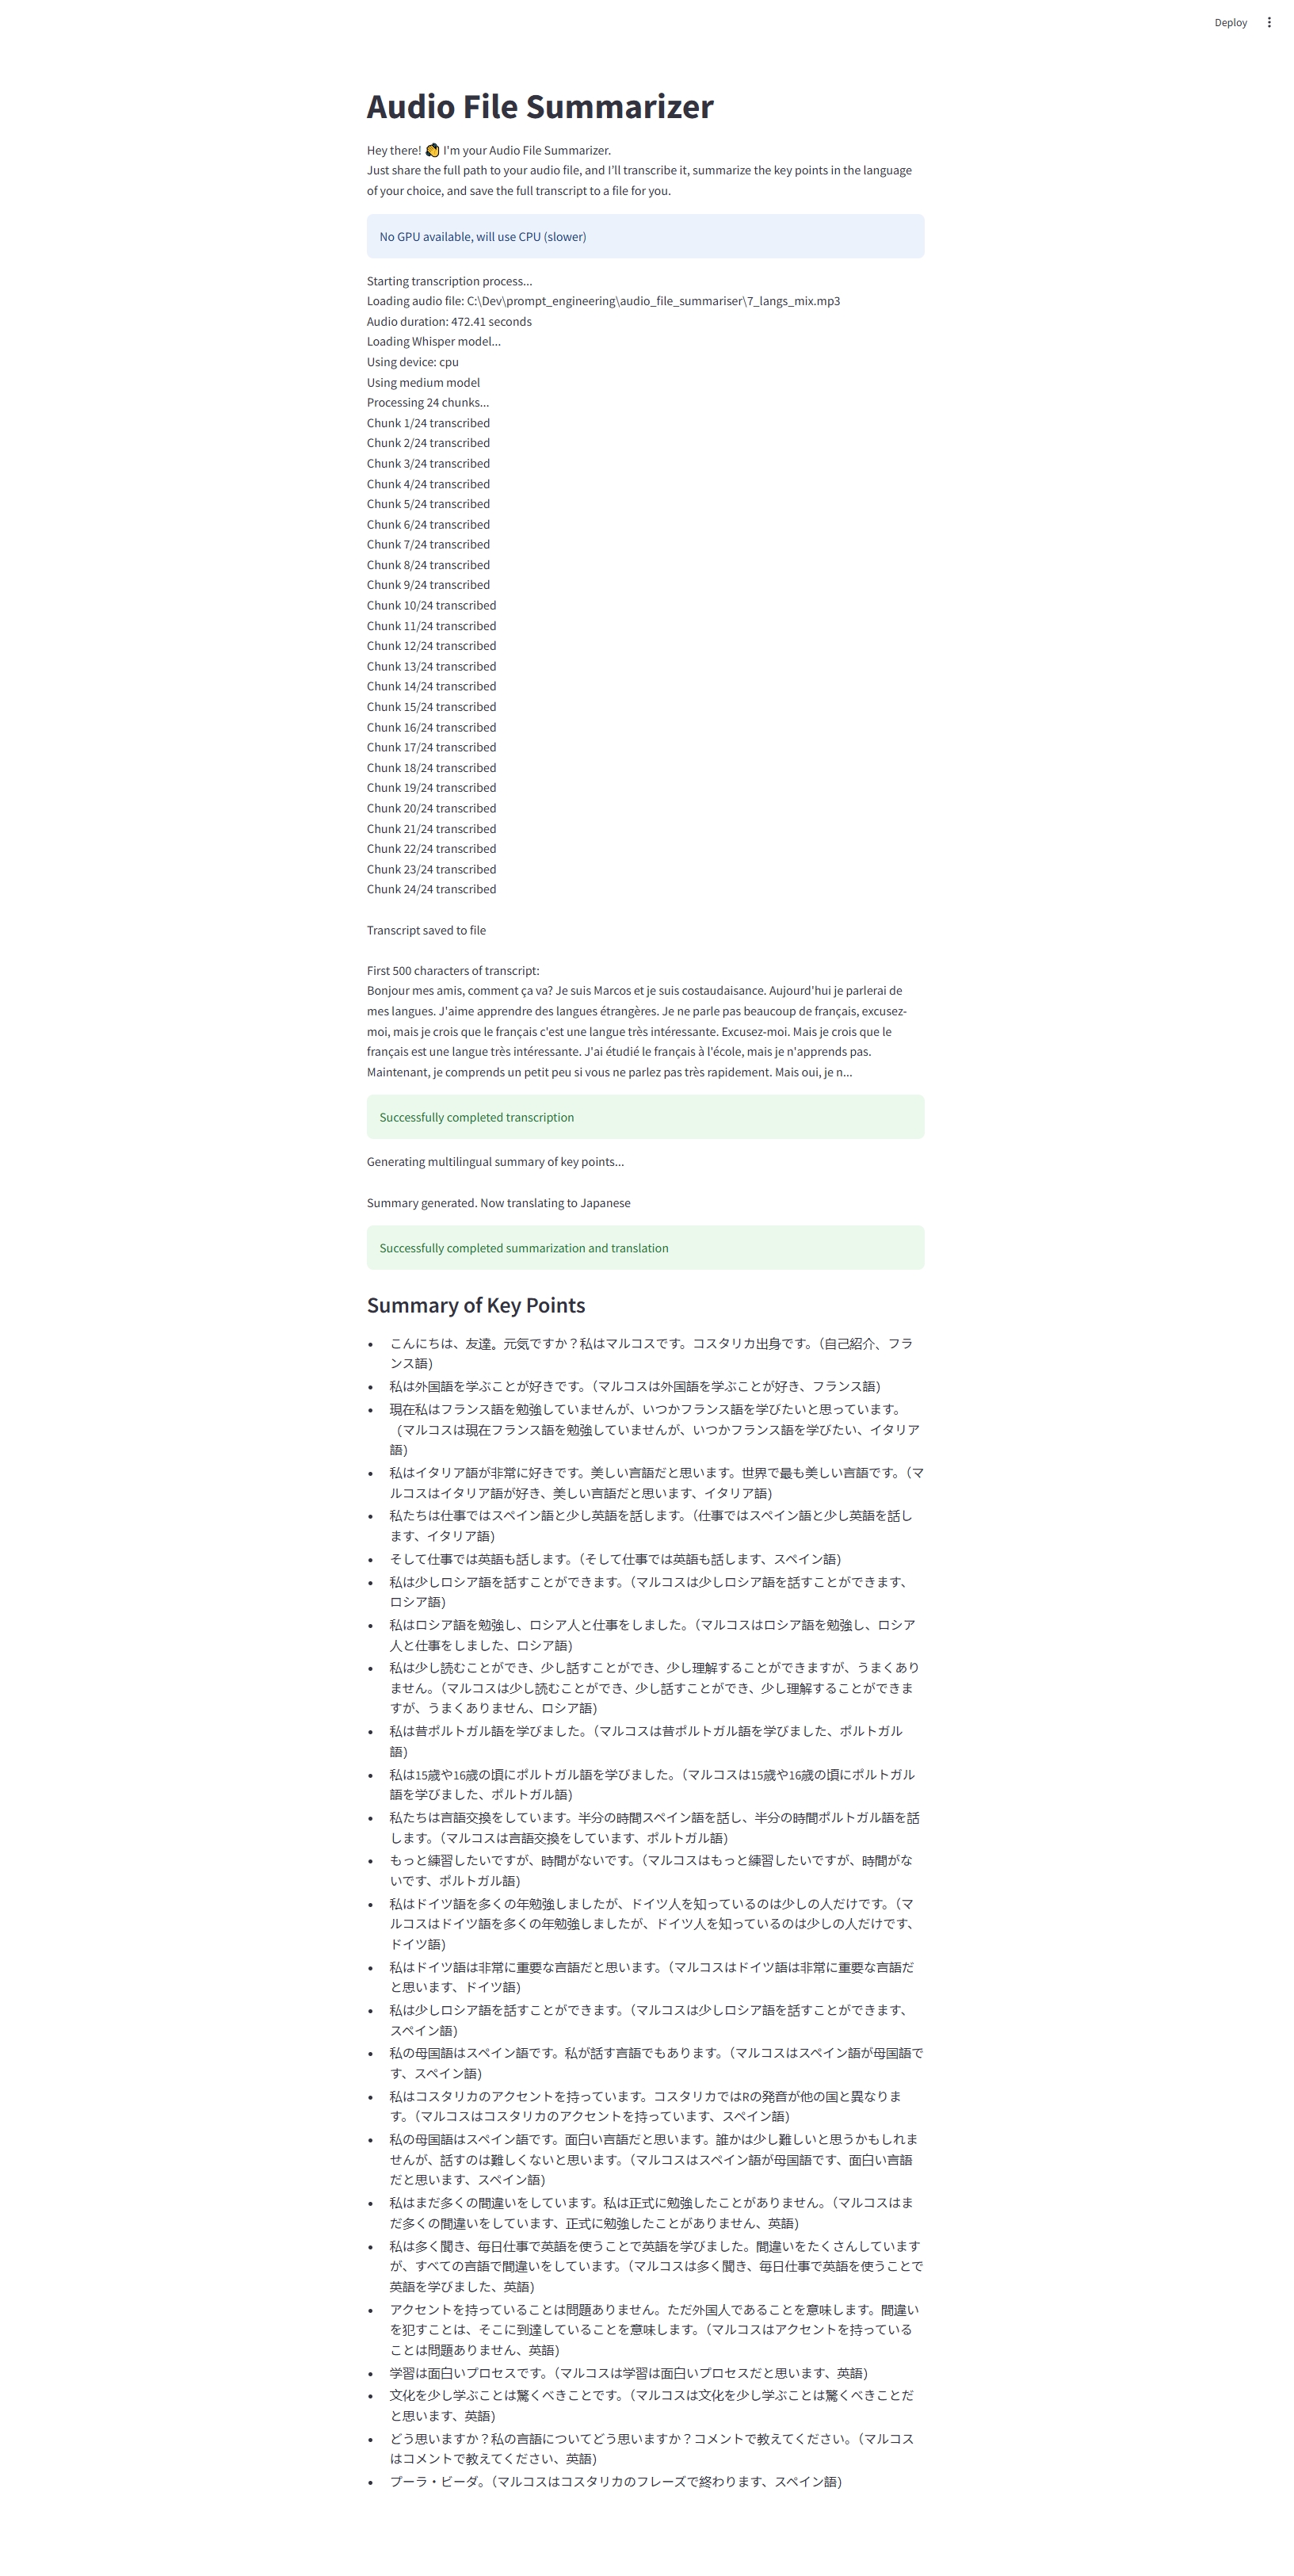 Deploy
Audio File Summarizer
Hey there! 👏 I'm your Audio File Summarizer.
Just share the full path to your audio file, and I'll transcribe it, summarize the key points in the language
of your choice, and save the full transcript to a file for you.
No GPU available, will use CPU (slower)
Starting transcription process...
Loading audio file: C:\Dev\prompt_engineering\audio_file_summariser\7_langs_mix.mp3
Audio duration: 472.41 seconds
Loading Whisper model...
Using device: cpu
Using medium model
Processing 24 chunks...
Chunk 1/24 transcribed
Chunk 2/24 transcribed
Chunk 3/24 transcribed
Chunk 4/24 transcribed
Chunk 5/24 transcribed
Chunk 6/24 transcribed
Chunk 7/24 transcribed
Chunk 8/24 transcribed
Chunk 9/24 transcribed
Chunk 10/24 transcribed
Chunk 11/24 transcribed
Chunk 12/24 transcribed
Chunk 13/24 transcribed
Chunk 14/24 transcribed
Chunk 15/24 transcribed
Chunk 16/24 transcribed
Chunk 17/24 transcribed
Chunk 18/24 transcribed
Chunk 19/24 transcribed
Chunk 20/24 transcribed
Chunk 21/24 transcribed
Chunk 22/24 transcribed
Chunk 23/24 transcribed
Chunk 24/24 transcribed
Transcript saved to file
First 500 characters of transcript:
Bonjour mes amis, comment ça va? Je suis Marcos et je suis costaudaisance. Aujourd'hui je parlerai de
mes langues. J'aime apprendre des langues étrangères. Je ne parle pas beaucoup de français, excusez-
moi, mais je crois que le français c'est une langue très intéressante. Excusez-moi. Mais je crois que le
français est une langue très intéressante. J'ai étudié le français à l'école, mais je n'apprends pas.
Maintenant, je comprends un petit peu si vous ne parlez pas très rapidement. Mais oui, je n...
Successfully completed transcription
Generating multilingual summary of key points...
Summary generated. Now translating to Japanese
Successfully completed summarization and translation
Summary of Key Points
• こんにちは、友達。元気ですか？私はマルコスです。コスタリカ出身です。（自己紹介、フラ
ンス語)
• 私は外国語を学ぶことが好きです。（マルコスは外国語を学ぶことが好き、フランス語)
• 現在私はフランス語を勉強していませんが、いつかフランス語を学びたいと思っています。
（マルコスは現在フランス語を勉強していませんが、いつかフランス語を学びたい、イタリア
語)
• 私はイタリア語が非常に好きです。美しい言語だと思います。世界で最も美しい言語です。（マ
ルコスはイタリア語が好き、美しい言語だと思います、イタリア語)
• 私たちは仕事ではスペイン語と少し英語を話します。（仕事ではスペイン語と少し英語を話し
ます、イタリア語)
• そして仕事では英語も話します。（そして仕事では英語も話します、スペイン語)
• 私は少しロシア語を話すことができます。（マルコスは少しロシア語を話すことができます、
ロシア語)
• 私はロシア語を勉強し、ロシア人と仕事をしました。（マルコスはロシア語を勉強し、ロシア
人と仕事をしました、ロシア語)
• 私は少し読むことができ、少し話すことができ、少し理解することができますが、うまくあり
ません。（マルコスは少し読むことができ、少し話すことができ、少し理解することができま
すが、うまくありません、ロシア語)
• 私は昔ポルトガル語を学びました。（マルコスは昔ポルトガル語を学びました、ポルトガル
語)
• 私は15歳や16歳の頃にポルトガル語を学びました。（マルコスは15歳や16歳の頃にポルトガル
語を学びました、ポルトガル語)
• 私たちは言語交換をしています。半分の時間スペイン語を話し、半分の時間ポルトガル語を話
します。（マルコスは言語交換をしています、ポルトガル語)
• もっと練習したいですが、時間がないです。（マルコスはもっと練習したいですが、時間がな
いです、ポルトガル語)
• 私はドイツ語を多くの年勉強しましたが、ドイツ人を知っているのは少しの人だけです。（マ
ルコスはドイツ語を多くの年勉強しましたが、ドイツ人を知っているのは少しの人だけです、
ドイツ語)
• 私はドイツ語は非常に重要な言語だと思います。（マルコスはドイツ語は非常に重要な言語だ
と思います、ドイツ語)
• 私は少しロシア語を話すことができます。（マルコスは少しロシア語を話すことができます、
スペイン語)
• 私の母国語はスペイン語です。私が話す言語でもあります。（マルコスはスペイン語が母国語で
す、スペイン語)
• 私はコスタリカのアクセントを持っています。コスタリカではRの発音が他の国と異なりま
す。（マルコスはコスタリカのアクセントを持っています、スペイン語)
• 私の母国語はスペイン語です。面白い言語だと思います。誰かは少し難しいと思うかもしれま
せんが、話すのは難しくないと思います。（マルコスはスペイン語が母国語です、面白い言語
だと思います、スペイン語)
• 私はまだ多くの間違いをしています。私は正式に勉強したことがありません。（マルコスはま
だ多くの間違いをしています、正式に勉強したことがありません、英語)
• 私は多く聞き、毎日仕事で英語を使うことで英語を学びました。間違いをたくさんしています
が、すべての言語で間違いをしています。（マルコスは多く聞き、毎日仕事で英語を使うことで
英語を学びました、英語)
• アクセントを持っていることは問題ありません。ただ外国人であることを意味します。間違い
を犯すことは、そこに到達していることを意味します。（マルコスはアクセントを持っている
ことは問題ありません、英語)
• 学習は面白いプロセスです。（マルコスは学習は面白いプロセスだと思います、英語)
• 文化を少し学ぶことは驚くべきことです。（マルコスは文化を少し学ぶことは驚くべきことだ
と思います、英語)
• どう思いますか？私の言語についてどう思いますか？コメントで教えてください。（マルコス
はコメントで教えてください、英語)
• プーラ・ビーダ。（マルコスはコスタリカのフレーズで終わります、スペイン語)